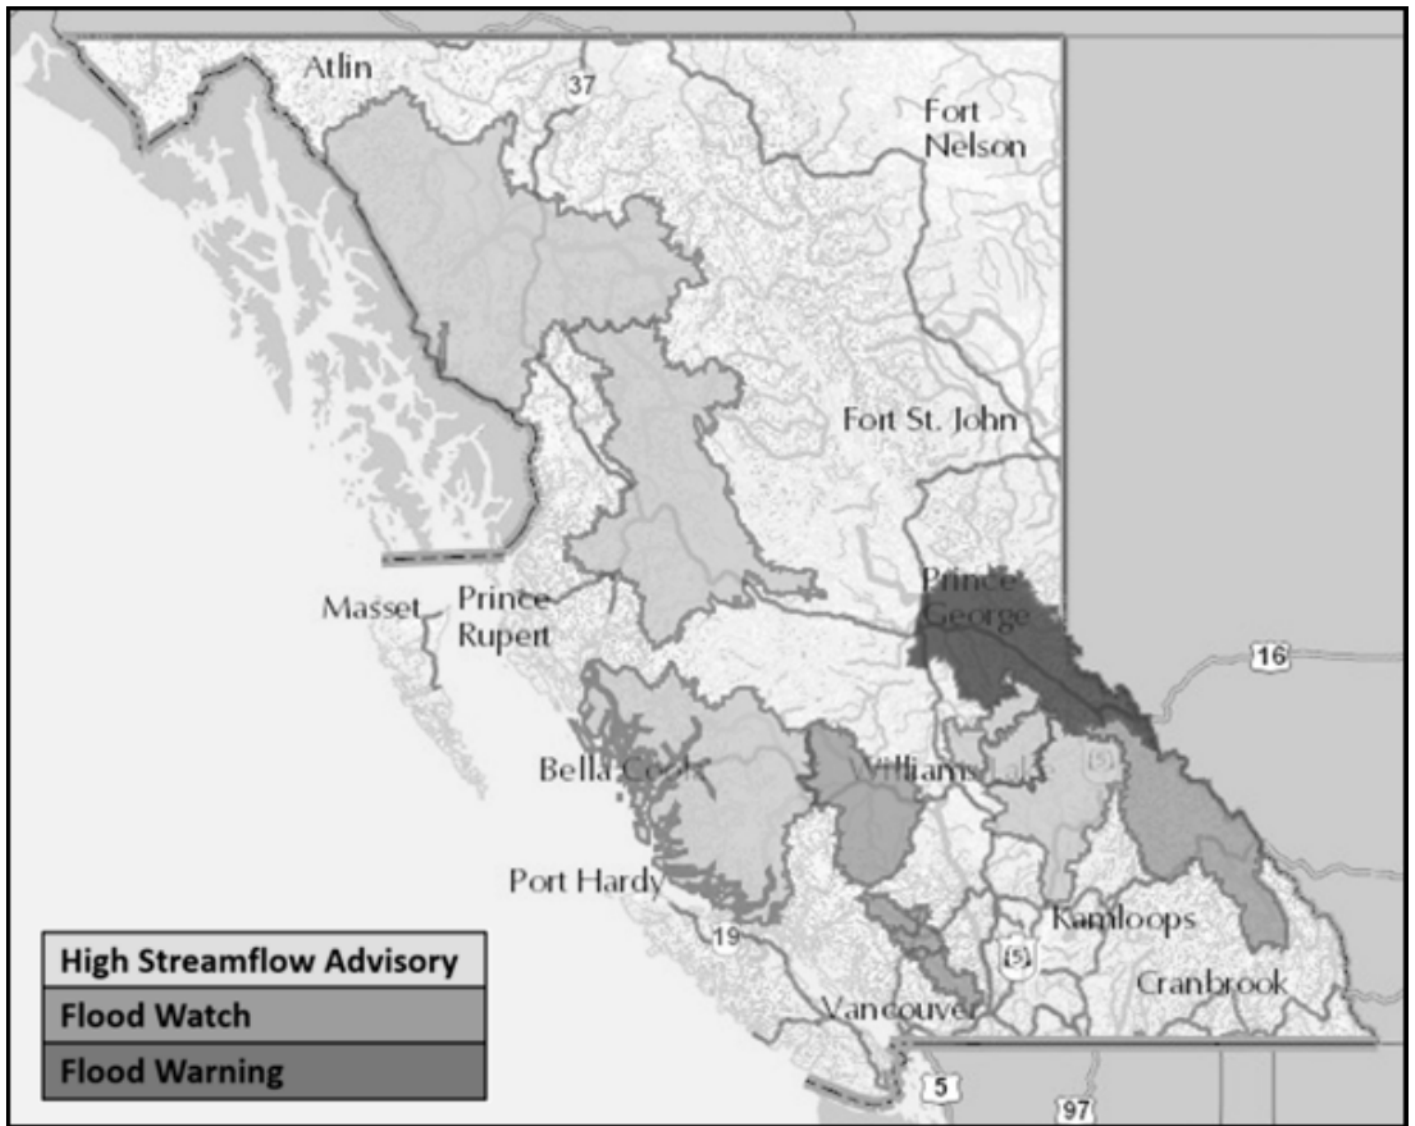 Atlin
37
Fort
Nelson
Fort St. John
Prince
George
Masset
Prince
Rupert
16
Bella Coola
Williams Lake
(5)
Port Hardy
19
Kamloops
(5)
Cranbrook
Vancouver
High Streamflow Advisory
Flood Watch
Flood Warning
5
97